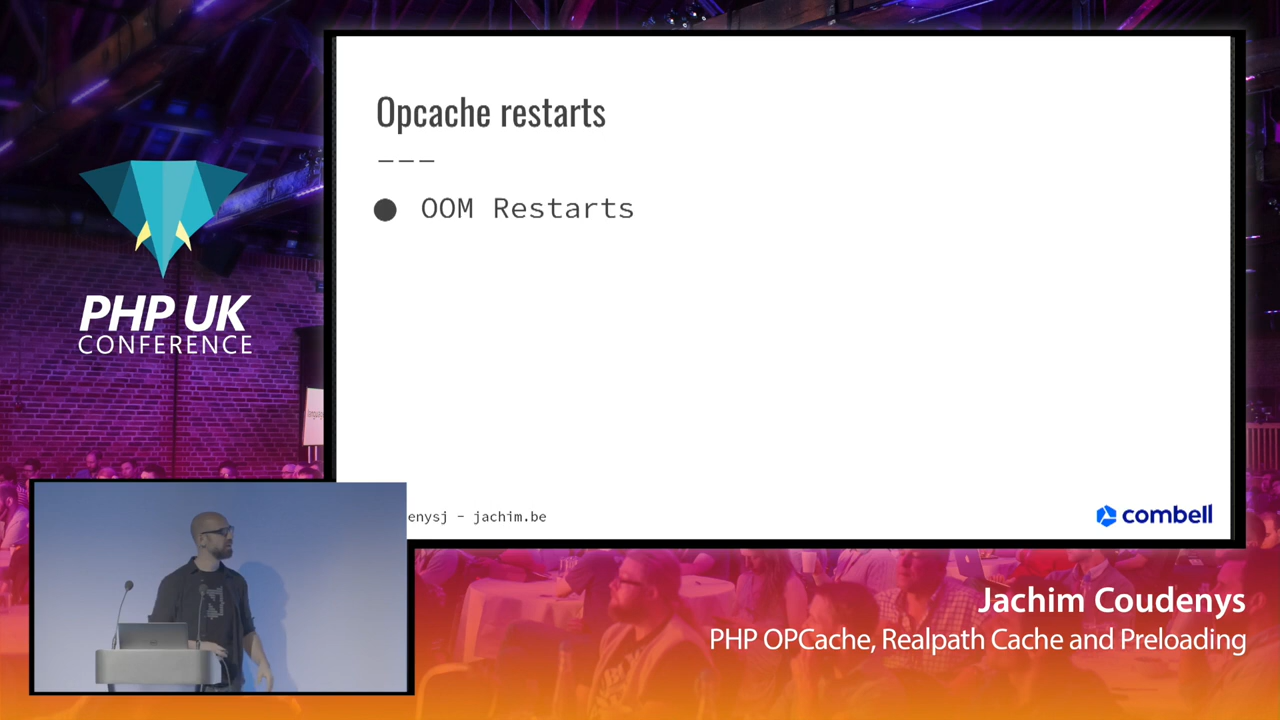 Opcache restarts
---
● OOM Restarts
enysj - jachim.be
combell
PHP UK
CONFERENCE
Jachim Coudenys
PHP OPCache, Realpath Cache and Preloading